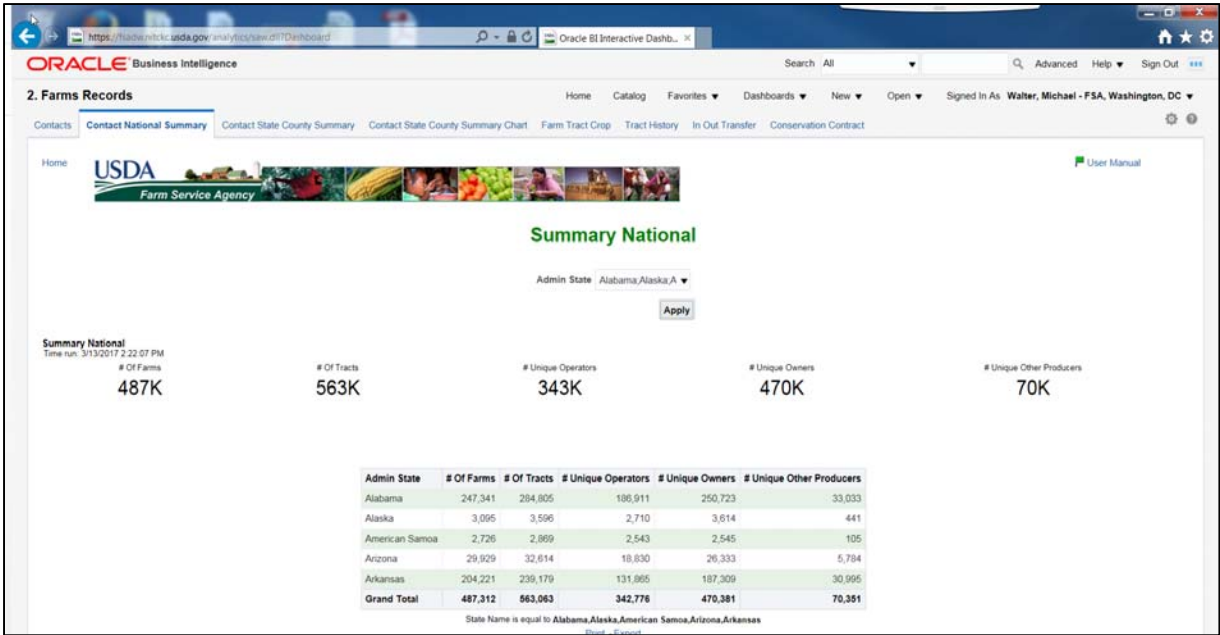 https://fsadw.nitckc.usda.gov/analytics/saw.dll?Dashboard
Oracle BI Interactive Dashb...
ORACLE Business Intelligence
Search All Advanced Help Sign Out
2. Farms Records
Home Catalog Favorites Dashboards New Open Signed In As Walter, Michael - FSA, Washington, DC
Contacts Contact National Summary Contact State County Summary Contact State County Summary Chart Farm Tract Crop Tract History In Out Transfer Conservation Contract
Home
USDA
Farm Service Agency
User Manual
Summary National
Admin State Alabama;Alaska;A
Apply
Summary National
Time run: 3/13/2017 2:22:07 PM
# Of Farms # Of Tracts # Unique Operators # Unique Owners # Unique Other Producers
487K 563K 343K 470K 70K
Admin State # Of Farms # Of Tracts # Unique Operators # Unique Owners # Unique Other Producers
Alabama 247,341 284,805 186,911 250,723 33,033
Alaska 3,095 3,596 2,710 3,614 441
American Samoa 2,726 2,869 2,543 2,545 105
Arizona 29,929 32,614 18,830 26,333 5,784
Arkansas 204,221 239,179 131,865 187,309 30,995
Grand Total 487,312 563,063 342,776 470,381 70,351
State Name is equal to Alabama,Alaska,American Samoa,Arizona,Arkansas
Print - Export